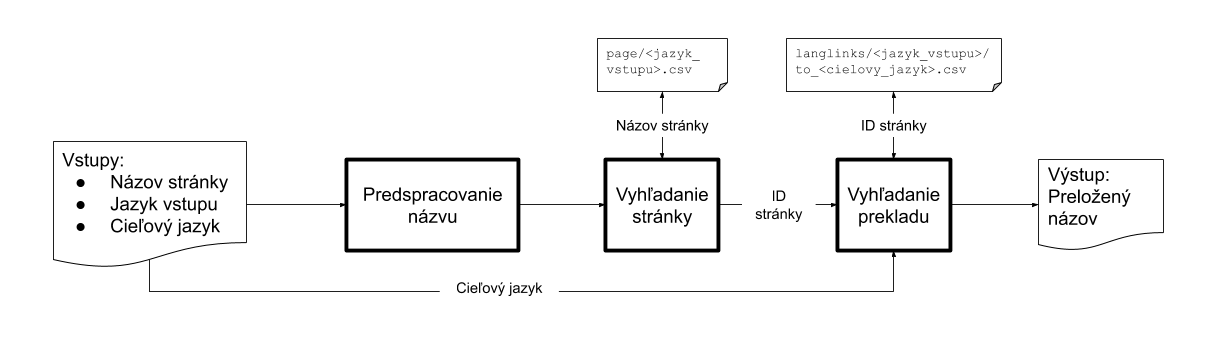 page/<jazyk_
vstupu>.csv
langlinks/<jazyk_vstupu>/
to_<cielovy_jazyk>.csv
Názov stránky
ID stránky
Vstupy:
● Názov stránky
● Jazyk vstupu
● Cieľový jazyk
Predspracovanie
názvu
Vyhľadanie
stránky
ID
stránky
Vyhľadanie
prekladu
Výstup:
Preložený
názov
Cieľový jazyk